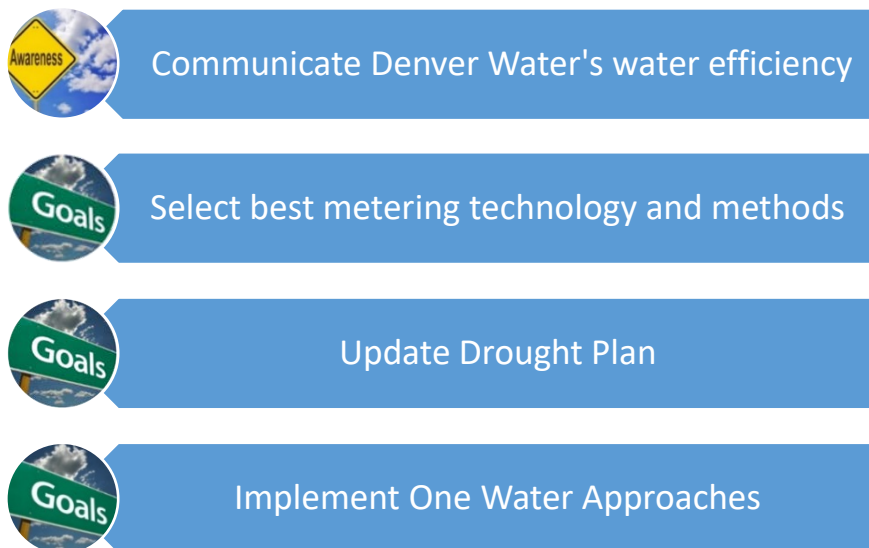 Awareness
Communicate Denver Water's water efficiency
Goals
Select best metering technology and methods
Goals
Update Drought Plan
Goals
Implement One Water Approaches